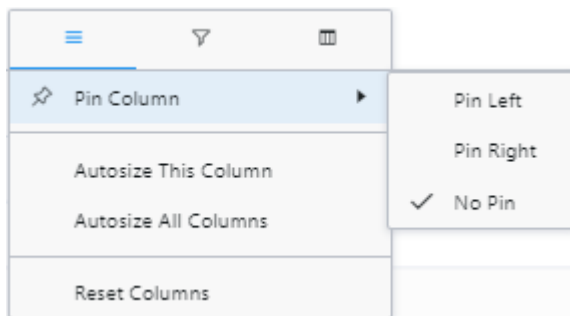 Pin Column
Pin Left
Pin Right
No Pin
Autosize This Column
Autosize All Columns
Reset Columns